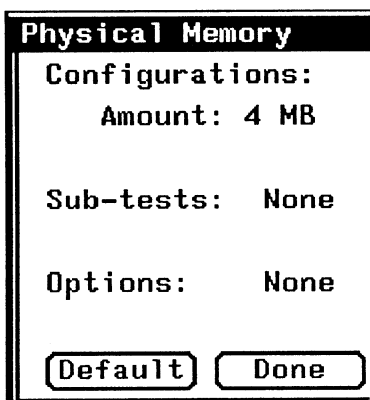 Physical Memory
Configurations:
Amount: 4 MB
Sub-tests: None
Options: None
Default Done